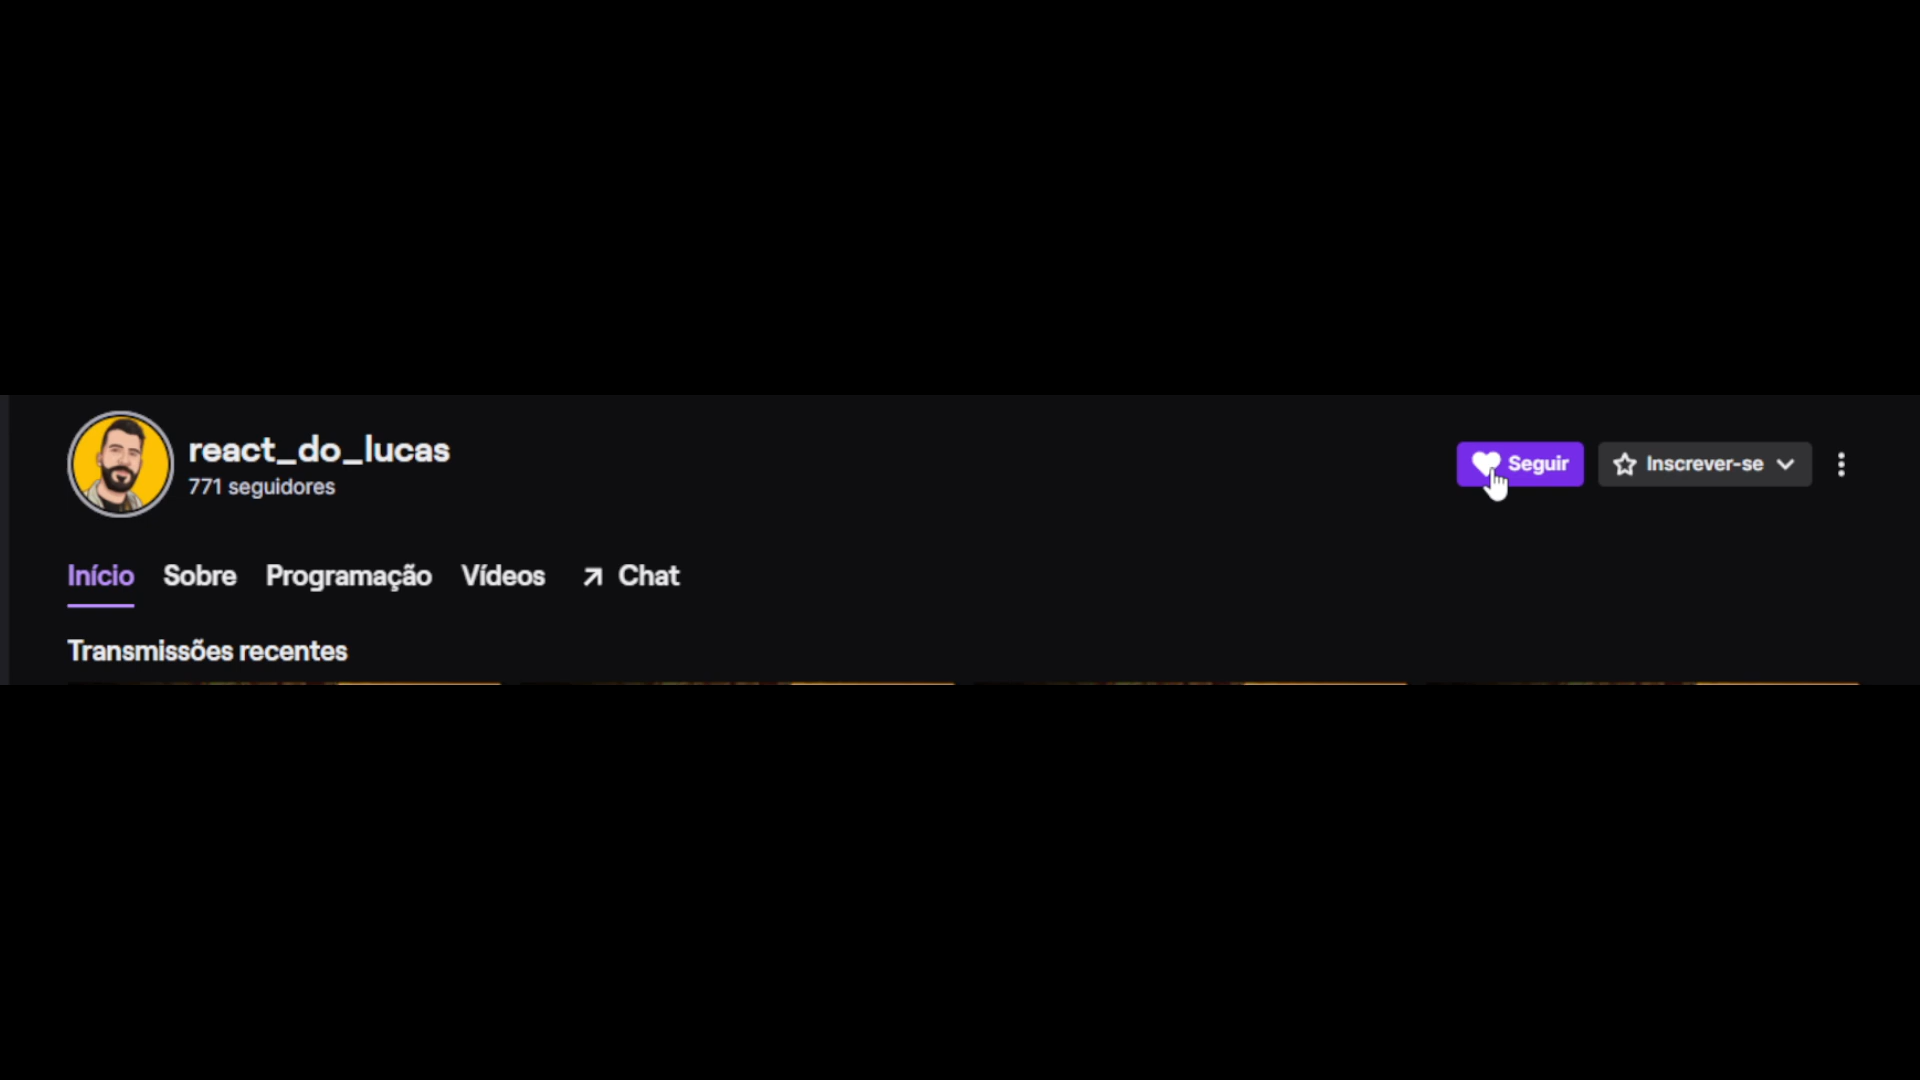 react_do_lucas
771 seguidores
Seguir
Inscrever-se
Início Sobre Programação Vídeos Chat
Transmissões recentes